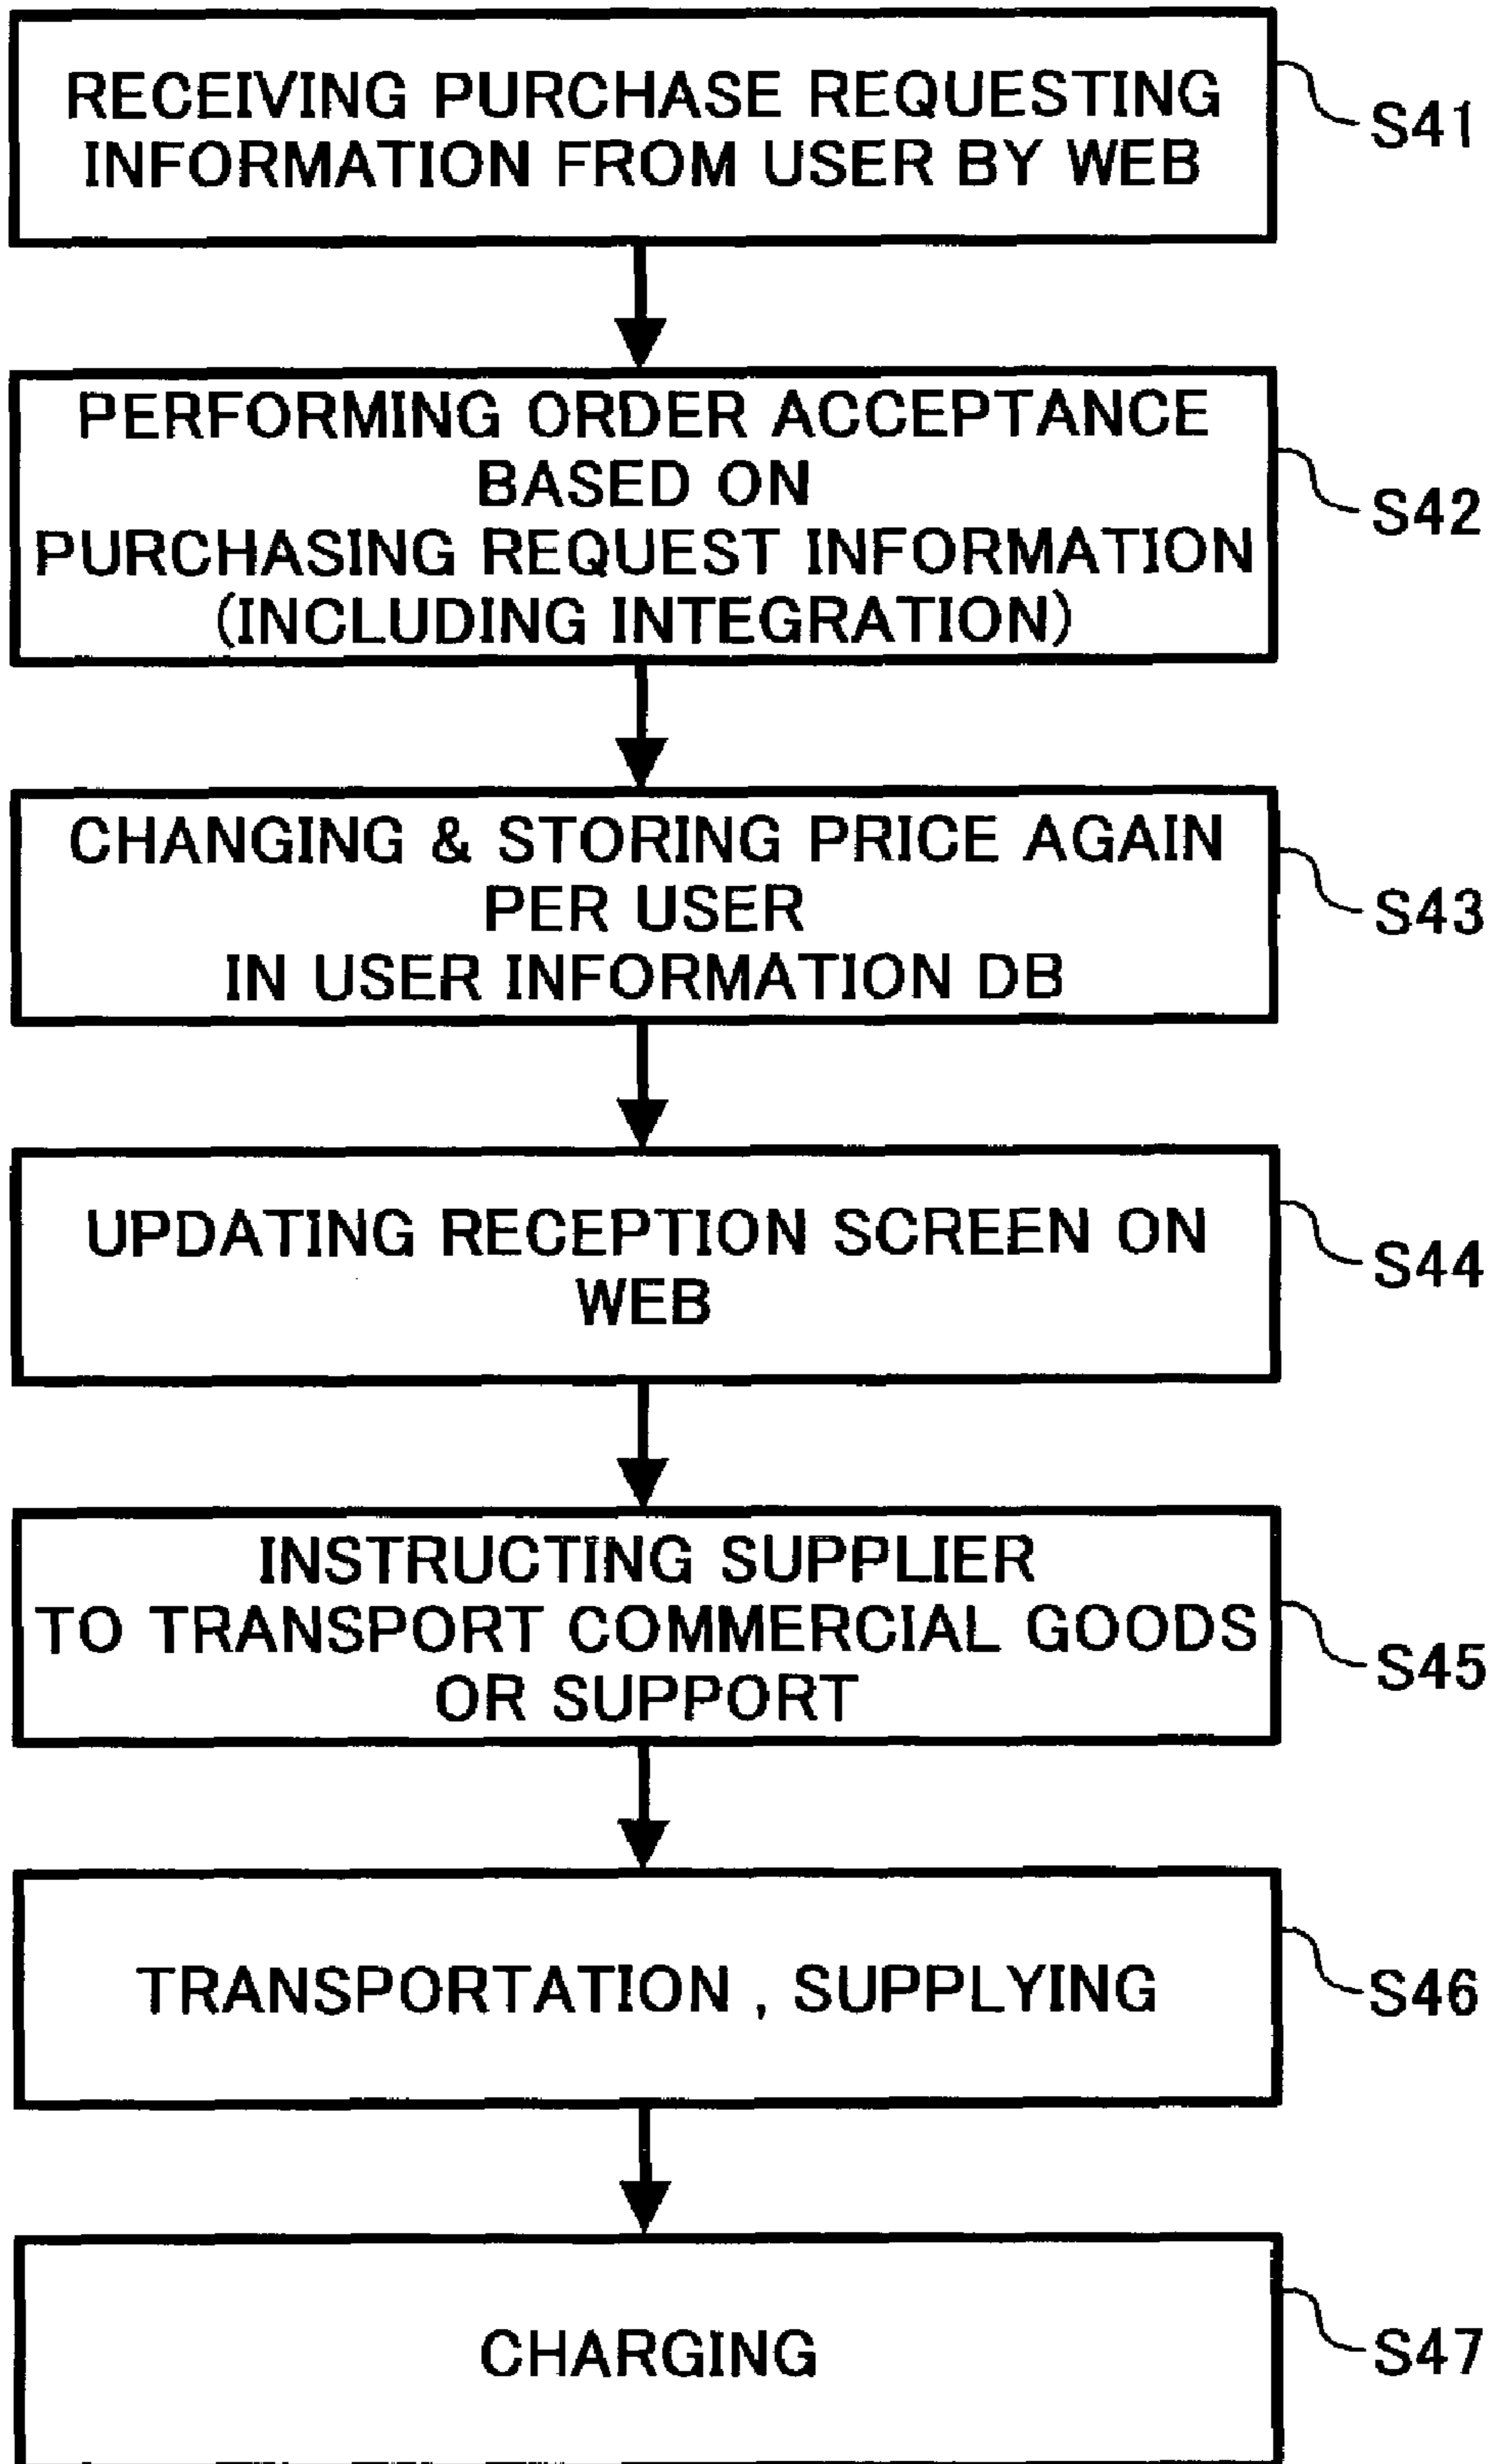 RECEIVING PURCHASE REQUESTING
INFORMATION FROM USER BY WEB
S41
PERFORMING ORDER ACCEPTANCE
BASED ON
PURCHASING REQUEST INFORMATION
(INCLUDING INTEGRATION)
S42
CHANGING & STORING PRICE AGAIN
PER USER
IN USER INFORMATION DB
S43
UPDATING RECEPTION SCREEN ON
WEB
S44
INSTRUCTING SUPPLIER
TO TRANSPORT COMMERCIAL GOODS
OR SUPPORT
S45
TRANSPORTATION , SUPPLYING
S46
CHARGING
S47